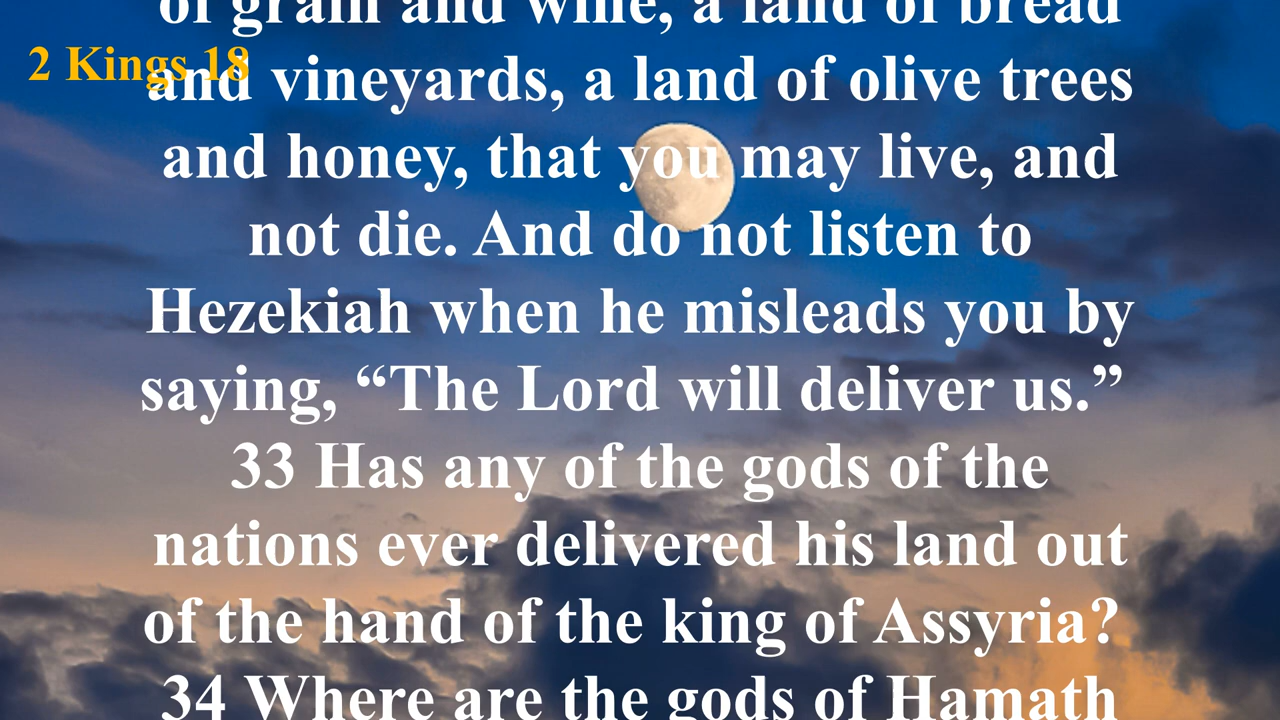 of grain and wine, a land of bread
2 Kings 18
and vineyards, a land of olive trees
and honey, that you may live, and
not die. And do not listen to
Hezekiah when he misleads you by
saying, “The Lord will deliver us.”
33 Has any of the gods of the
nations ever delivered his land out
of the hand of the king of Assyria?
34 Where are the gods of Hamath